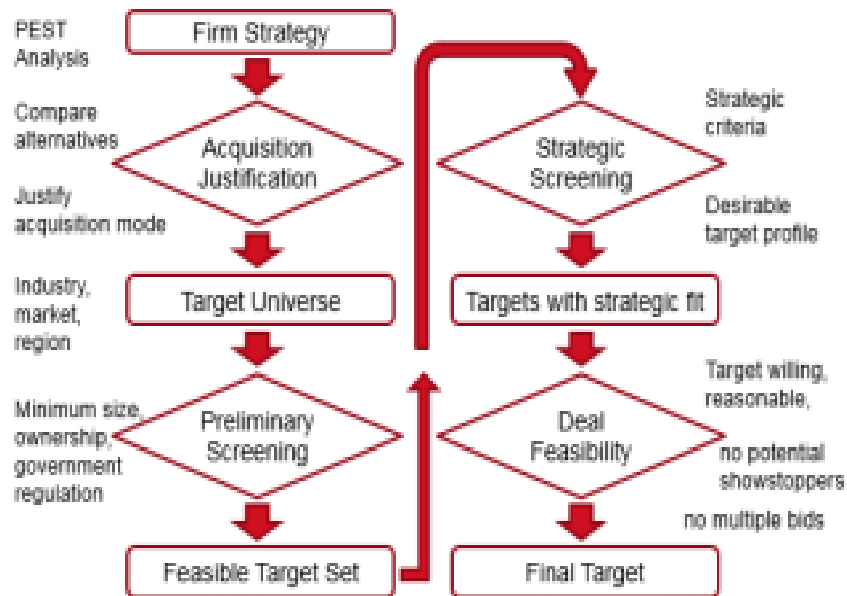 PEST
Analysis
Firm Strategy
Compare
alternatives
Acquisition
Justification
Justify
acquisition mode
Industry,
market,
region
Target Universe
Minimum size,
ownership,
government
regulation
Preliminary
Screening
Feasible Target Set
Strategic
criteria
Strategic
Screening
Desirable
target profile
Targets with strategic fit
Target willing,
reasonable,
Deal
Feasibility
no potential
showstoppers
no multiple bids
Final Target